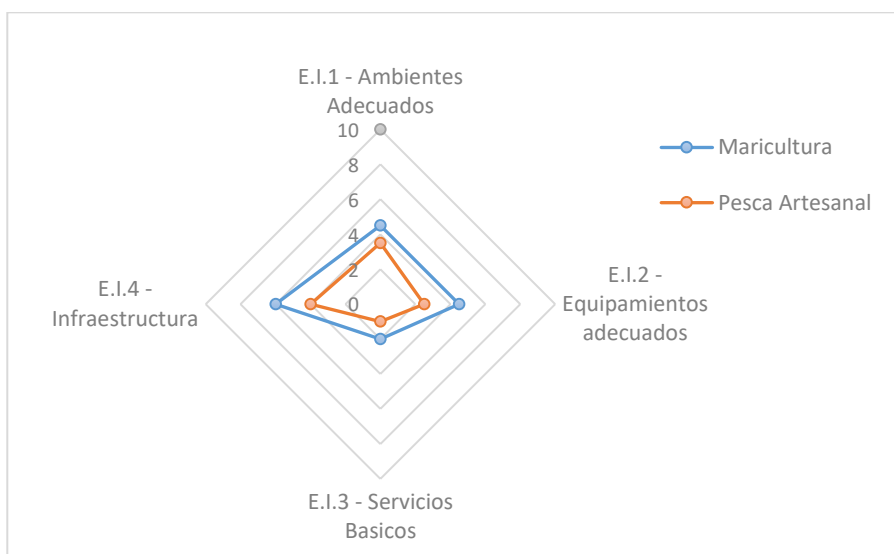 E.I.1 - Ambientes
Adecuados
10
8
6
4
2
0
Maricultura
Pesca Artesanal
E.I.2 -
Equipamientos
adecuados
E.I.4 -
Infraestructura
E.I.3 - Servicios
Basicos